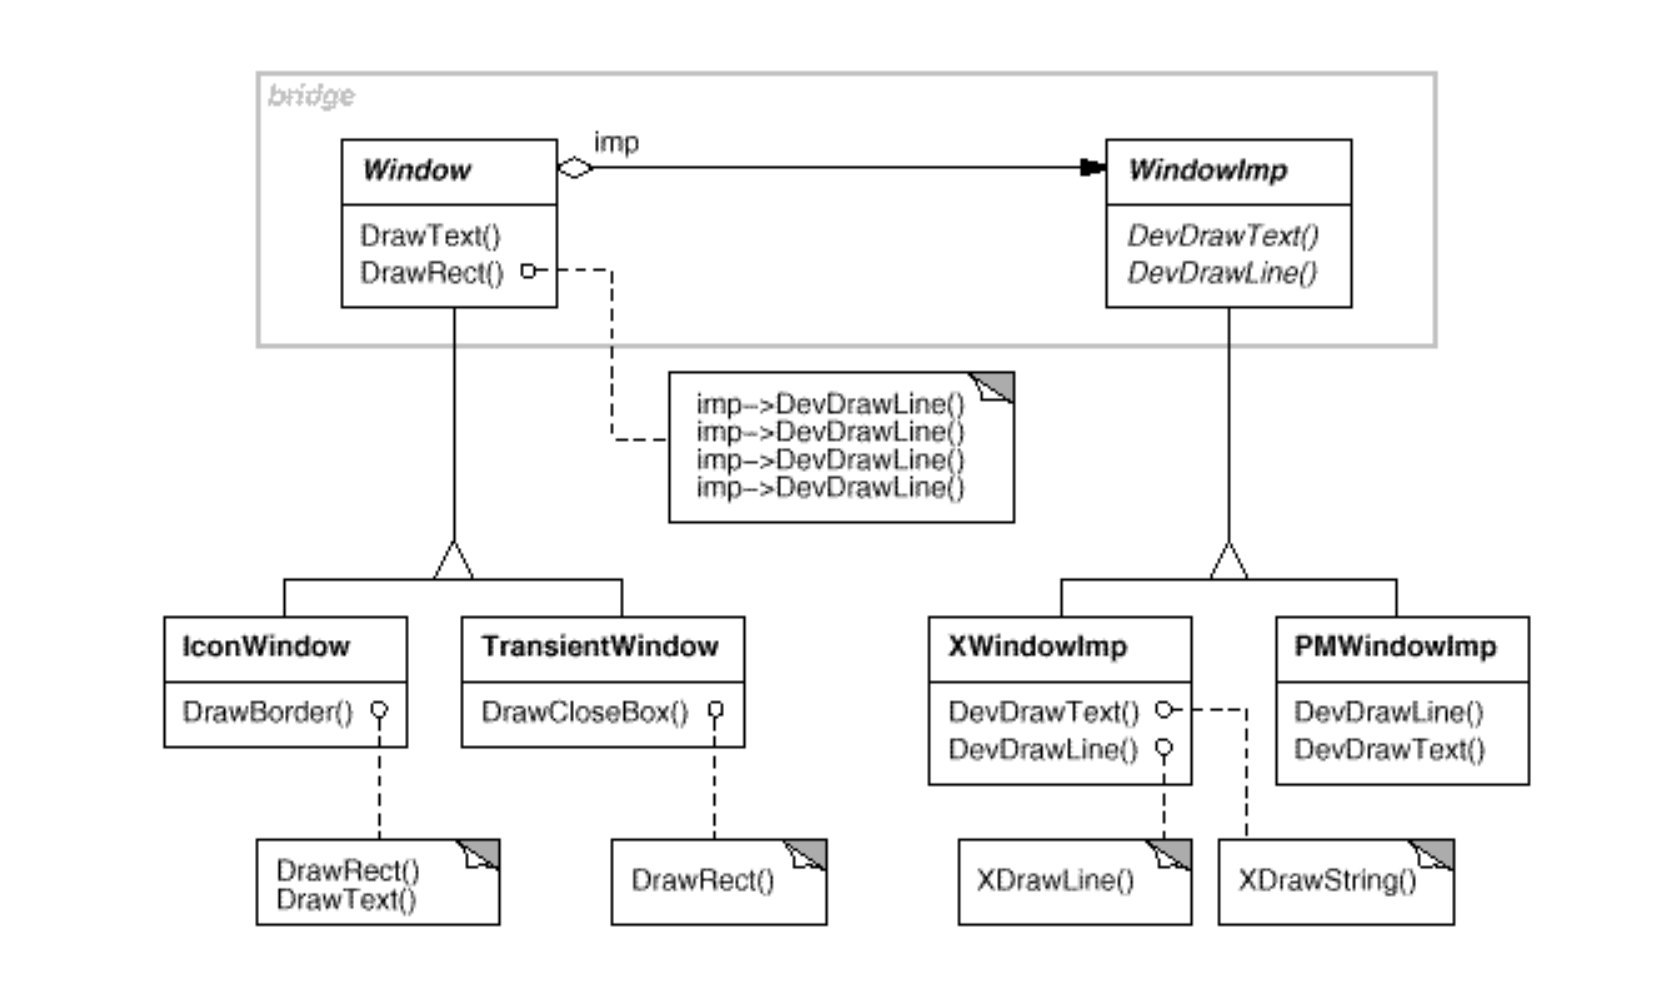 bridge
imp
Window
WindowImp
DrawText()
DrawRect()
DevDrawText()
DevDrawLine()
imp–>DevDrawLine()
imp–>DevDrawLine()
imp–>DevDrawLine()
imp–>DevDrawLine()
IconWindow
DrawBorder()
TransientWindow
DrawCloseBox()
XWindowImp
DevDrawText()
DevDrawLine()
PMWindowImp
DevDrawLine()
DevDrawText()
DrawRect()
DrawText()
DrawRect()
XDrawLine()
XDrawString()